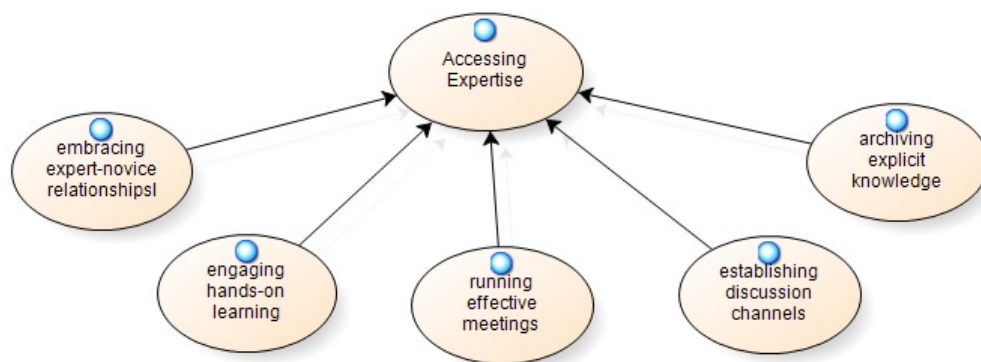 Accessing
Expertise
embracing
expert-novice
relationshipsl
engaging
hands-on
learning
running
effective
meetings
establishing
discussion
channels
archiving
explicit
knowledge